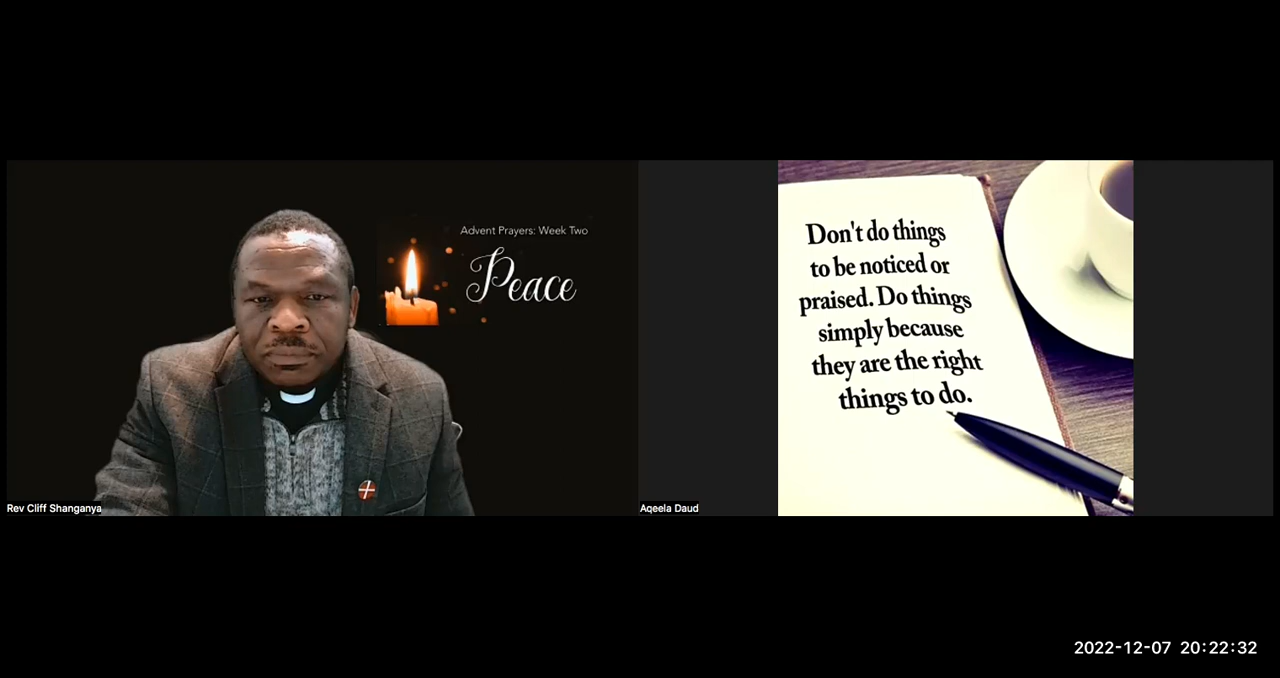 Advent Prayers: Week Two
Peace
Rev Cliff Shanganya
Don't do things
to be noticed or
praised. Do things
simply because
they are the right
things to do.
Aqeela Daud
2022-12-07 20:22:32